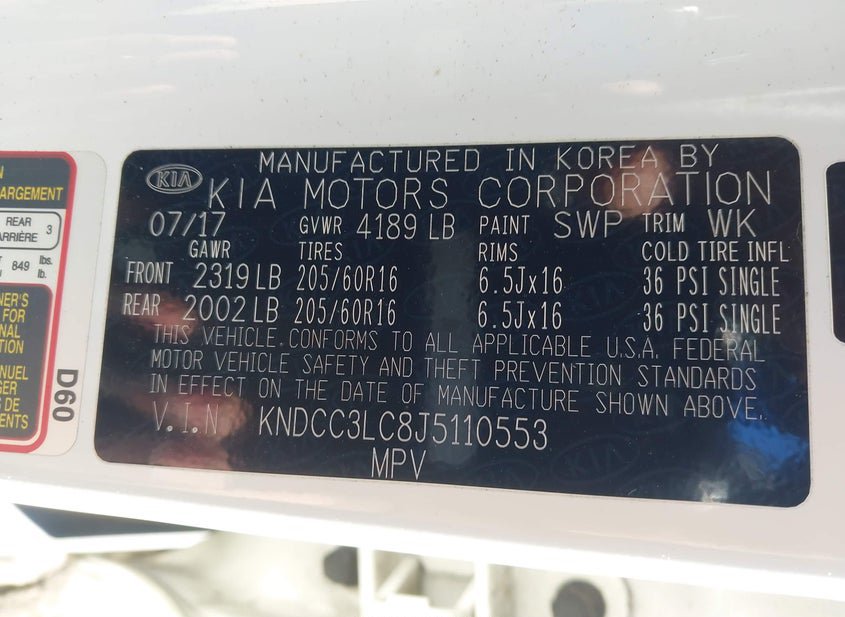 MANUFACTURED IN KOREA BY
KIA KIA MOTORS CORPORATION
07/17 GVWR 4189 LB PAINT SWP TRIM WK
GAWR TIRES RIMS COLD TIRE INFL
FRONT 2319 LB 205/60R16 6.5Jx16 36 PSI SINGLE
REAR 2002 LB 205/60R16 6.5Jx16 36 PSI SINGLE
THIS VEHICLE CONFORMS TO ALL APPLICABLE U.S.A. FEDERAL
MOTOR VEHICLE SAFETY AND THEFT PREVENTION STANDARDS
IN EFFECT ON THE DATE OF MANUFACTURE SHOWN ABOVE.
V.I.N KNDCC3LC8J5110553
MPV
REAR 3
849 lbs.
lb.
FOR
D60